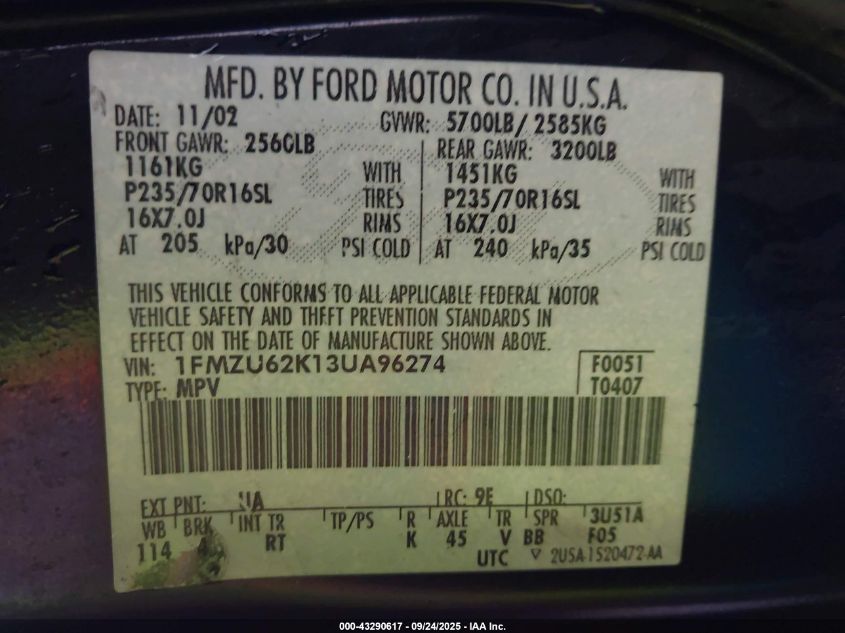 MFD. BY FORD MOTOR CO. IN U.S.A.
DATE: 11/02 GVWR: 5700LB/ 2585KG
FRONT GAWR: 2560LB REAR GAWR: 3200LB
1161KG WITH 1451KG WITH
P235/70R16SL TIRES P235/70R16SL TIRES
16X7.0J RIMS 16X7.0J RIMS
AT 205 kPa/30 PSI COLD AT 240 kPa/35 PSI COLD
THIS VEHICLE CONFORMS TO ALL APPLICABLE FEDERAL MOTOR
VEHICLE SAFETY AND THEFT PREVENTION STANDARDS IN
EFFECT ON THE DATE OF MANUFACTURE SHOWN ABOVE.
VIN: 1FMZU62K13UA96274 F0051
TYPE: MPV T0407
EXT PNT: UA RC: 9E DSO:
WB BRK INT TR TP/PS R AXLE TR SPR 3U51A
114 4 RT K 45 V BB F05
UTC 2USA-1520472-AA
000-43290617 - 09/24/2025 - IAA Inc.